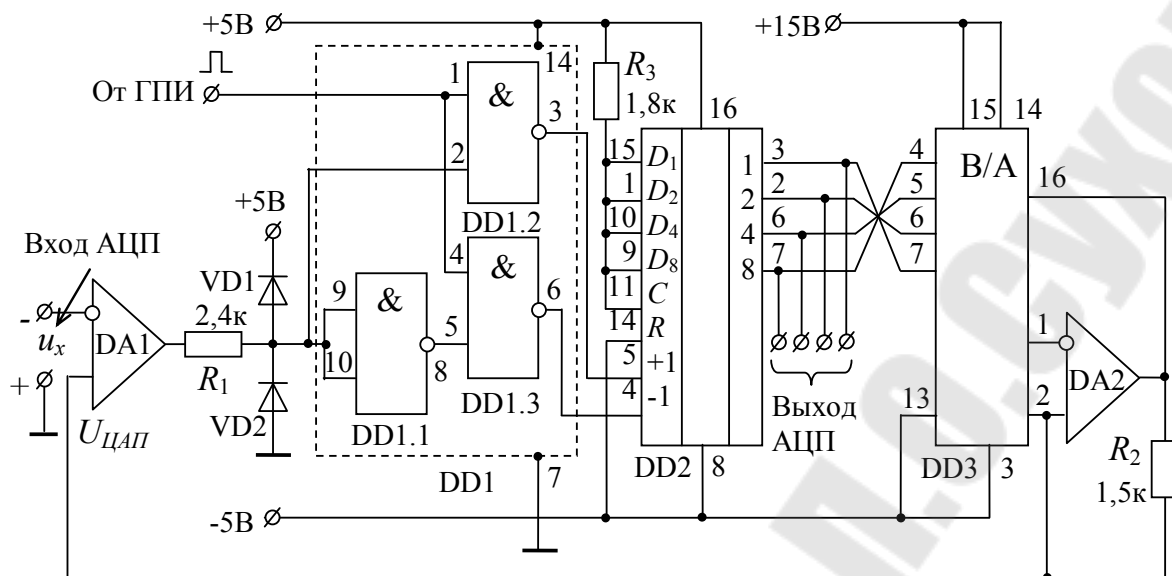 +5В
+15В
От ГПИ
1
&
14
3
2
DD1.2
R3
1,8к
16
15
D1
1
D2
10
D4
9
D8
11
C
14
R
5
+1
4
-1
1
3
2
2
4
6
8
7
15
14
4
5
6
7
В/А
16
+5В
Вход АЦП
VD1
2,4к
R1
VD2
-
ux
+
DA1
UЦАП
9
10
&
8
DD1.1
4
5
&
6
DD1.3
DD1
7
DD2
8
Выход
АЦП
13
DD3
3
1
2
DA2
R2
1,5к
-5В
П.О.Сухо